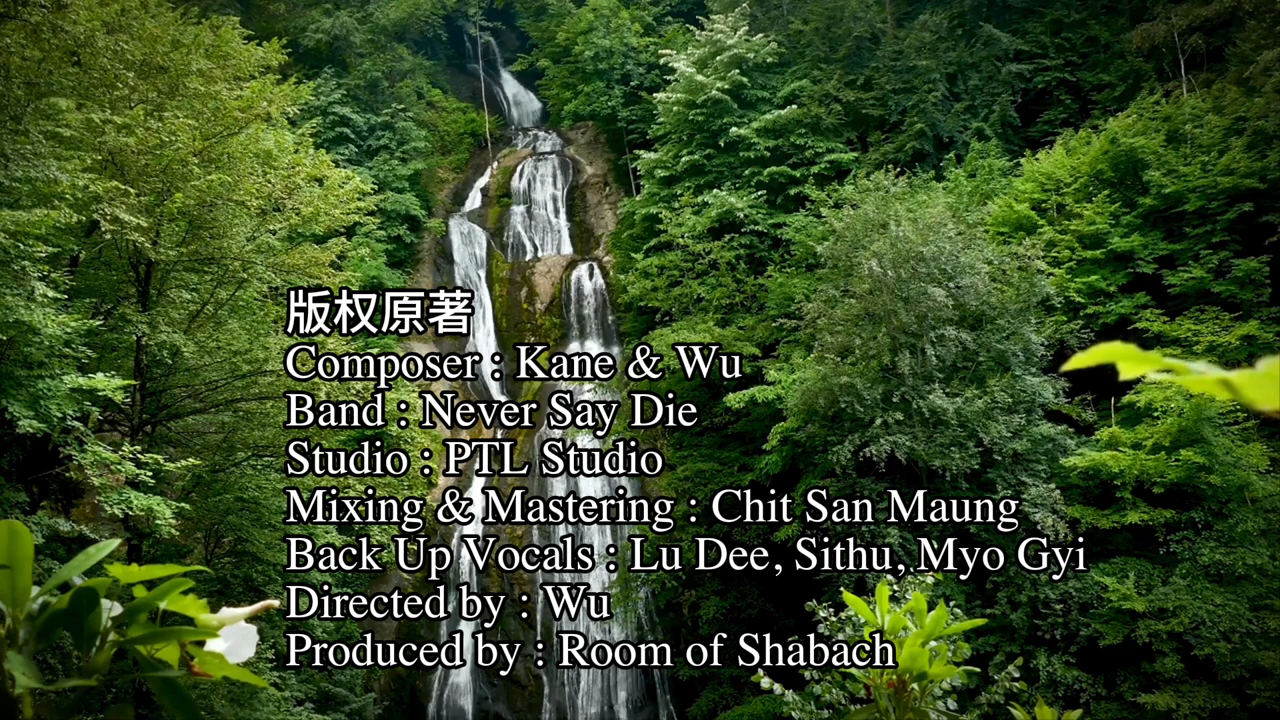 版权原著
Composer : Kane & Wu
Band : Never Say Die
Studio : PTL Studio
Mixing & Mastering : Chit San Maung
Back Up Vocals : Lu Dee, Sithu, Myo Gyi
Directed by : Wu
Produced by : Room of Shabach